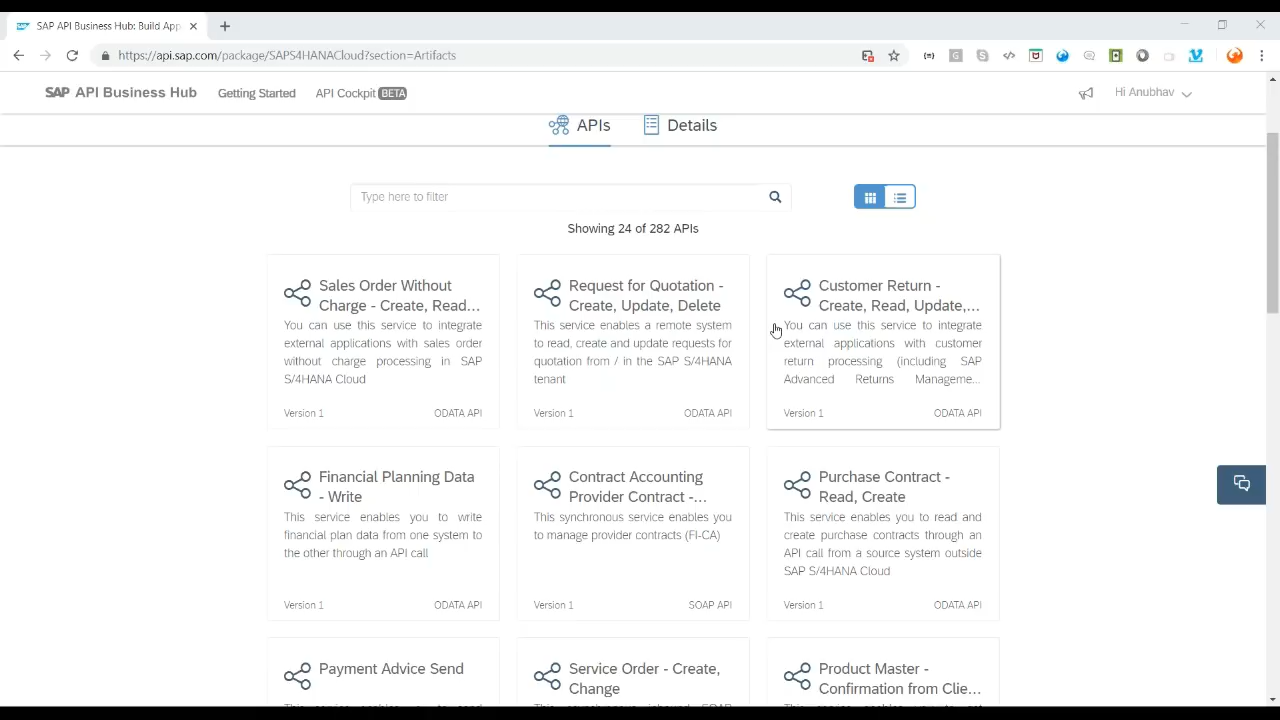 SAP API Business Hub: Build App
https://api.sap.com/package/SAPS4HANACloud?section=Artifacts
SAP API Business Hub
Getting Started
API Cockpit BETA
Hi Anubhav
APIs
Details
Type here to filter
Showing 24 of 282 APIs
Sales Order Without
Charge - Create, Read...
You can use this service to integrate
external applications with sales order
without charge processing in SAP
S/4HANA Cloud
Version 1
ODATA API
Request for Quotation -
Create, Update, Delete
This service enables a remote system
to read, create and update requests for
quotation from / in the SAP S/4HANA
tenant
Version 1
ODATA API
Customer Return -
Create, Read, Update,...
You can use this service to integrate
external applications with customer
return processing (including SAP
Advanced Returns Manageme...
Version 1
ODATA API
Financial Planning Data
- Write
This service enables you to write
financial plan data from one system to
the other through an API call
Version 1
ODATA API
Contract Accounting
Provider Contract -...
This synchronous service enables you
to manage provider contracts (FI-CA)
Version 1
SOAP API
Purchase Contract -
Read, Create
This service enables you to read and
create purchase contracts through an
API call from a source system outside
SAP S/4HANA Cloud
Version 1
ODATA API
Payment Advice Send
Service Order - Create,
Change
Product Master -
Confirmation from Clie...